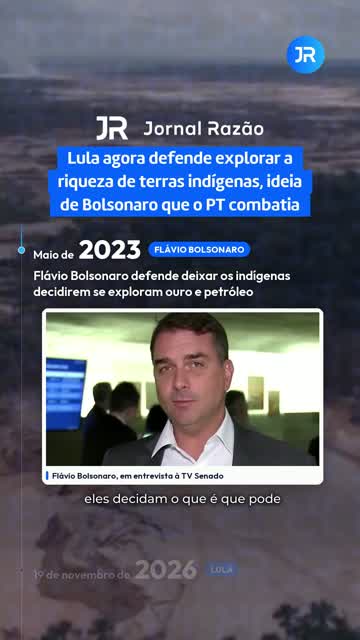 JR
JR Jornal Razão
Lula agora defende explorar a
riqueza de terras indígenas, ideia
de Bolsonaro que o PT combatia
Maio de 2023 FLÁVIO BOLSONARO
Flávio Bolsonaro defende deixar os indígenas
decidirem se exploram ouro e petróleo
Flávio Bolsonaro, em entrevista à TV Senado
eles decidam o que é que pode
19 de novembro de 2026 LULA